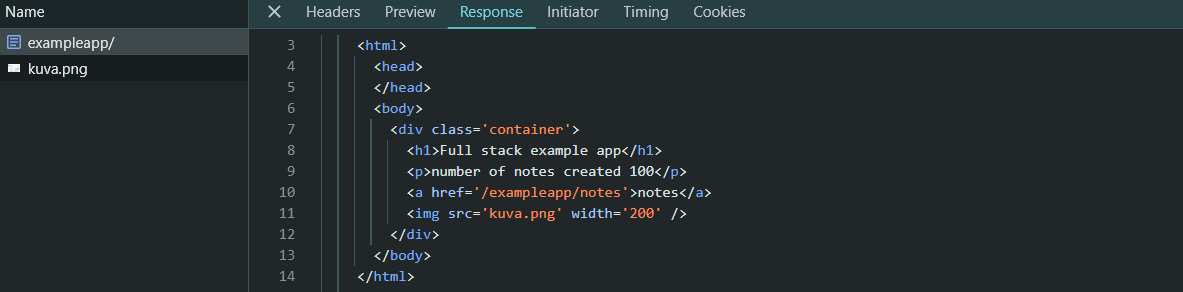 Name
exampleapp/
kuva.png
Headers Preview Response Initiator Timing Cookies
3 <html>
4 <head>
5 </head>
6 <body>
7 <div class='container'>
8 <h1>Full stack example app</h1>
9 <p>number of notes created 100</p>
10 <a href='/exampleapp/notes'>notes</a>
11 <img src='kuva.png' width='200' />
12 </div>
13 </body>
14 </html>